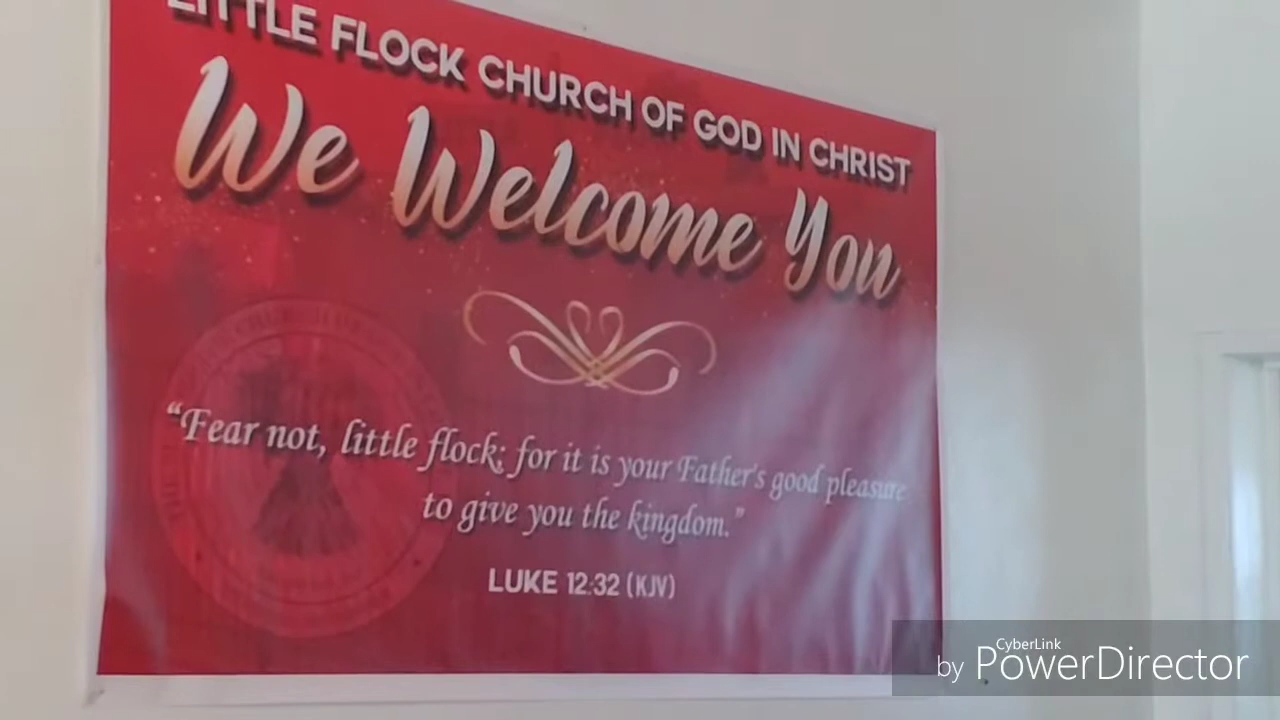 LITTLE FLOCK CHURCH OF GOD IN CHRIST
We Welcome You
“Fear not, little flock; for it is your Father's good pleasure
to give you the kingdom.”
LUKE 12:32 (KJV)
CyberLink
by PowerDirector